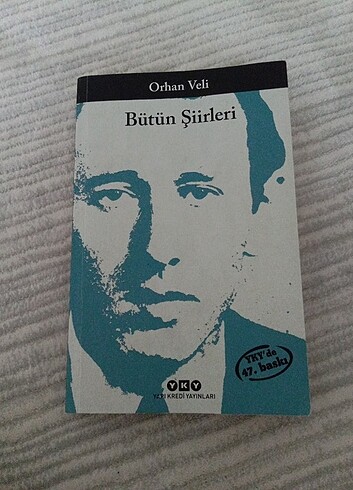 Orhan Veli
Bütün Şiirleri
YKY'de
47. baskı
YKY
YAPI KREDİ YAYINLARI